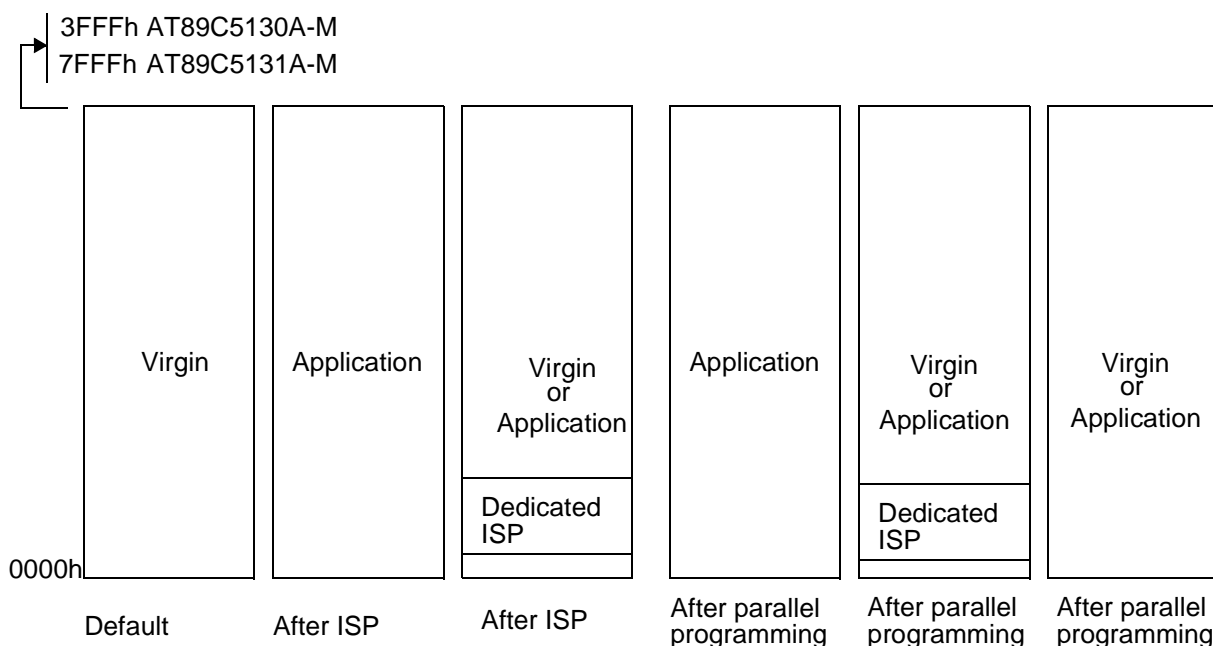 3FFFh AT89C5130A-M
7FFFh AT89C5131A-M
Virgin
Application
Virgin
or
Application
Application
Virgin
or
Application
Virgin
or
Application
Dedicated
ISP
Dedicated
ISP
0000h
Default
After ISP
After ISP
After parallel
programming
After parallel
programming
After parallel
programming